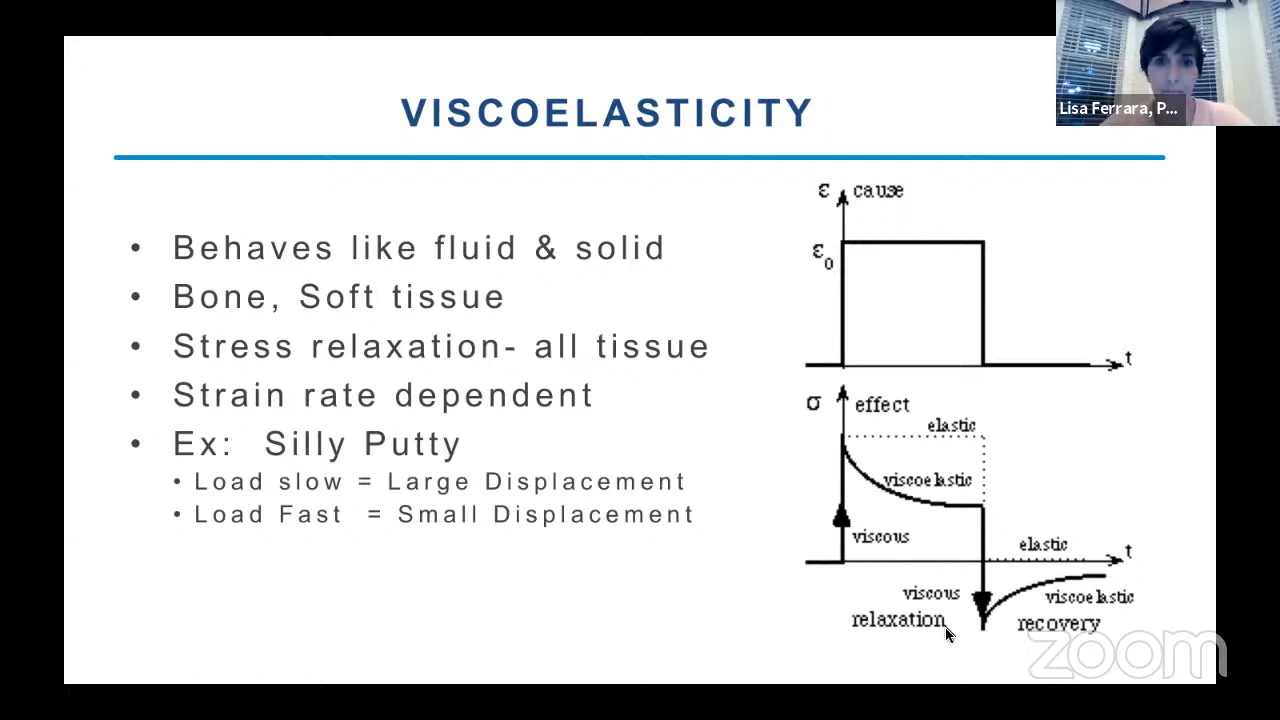 Lisa Ferrara, P...
VISCOELASTICITY
• Behaves like fluid & solid
• Bone, Soft tissue
• Stress relaxation- all tissue
• Strain rate dependent
• Ex: Silly Putty
• Load slow = Large Displacement
• Load Fast = Small Displacement
ε cause
ε0
t
σ effect
elastic
viscoelastic
viscous
elastic
t
viscous
viscoelastic
relaxation
recovery
zoom